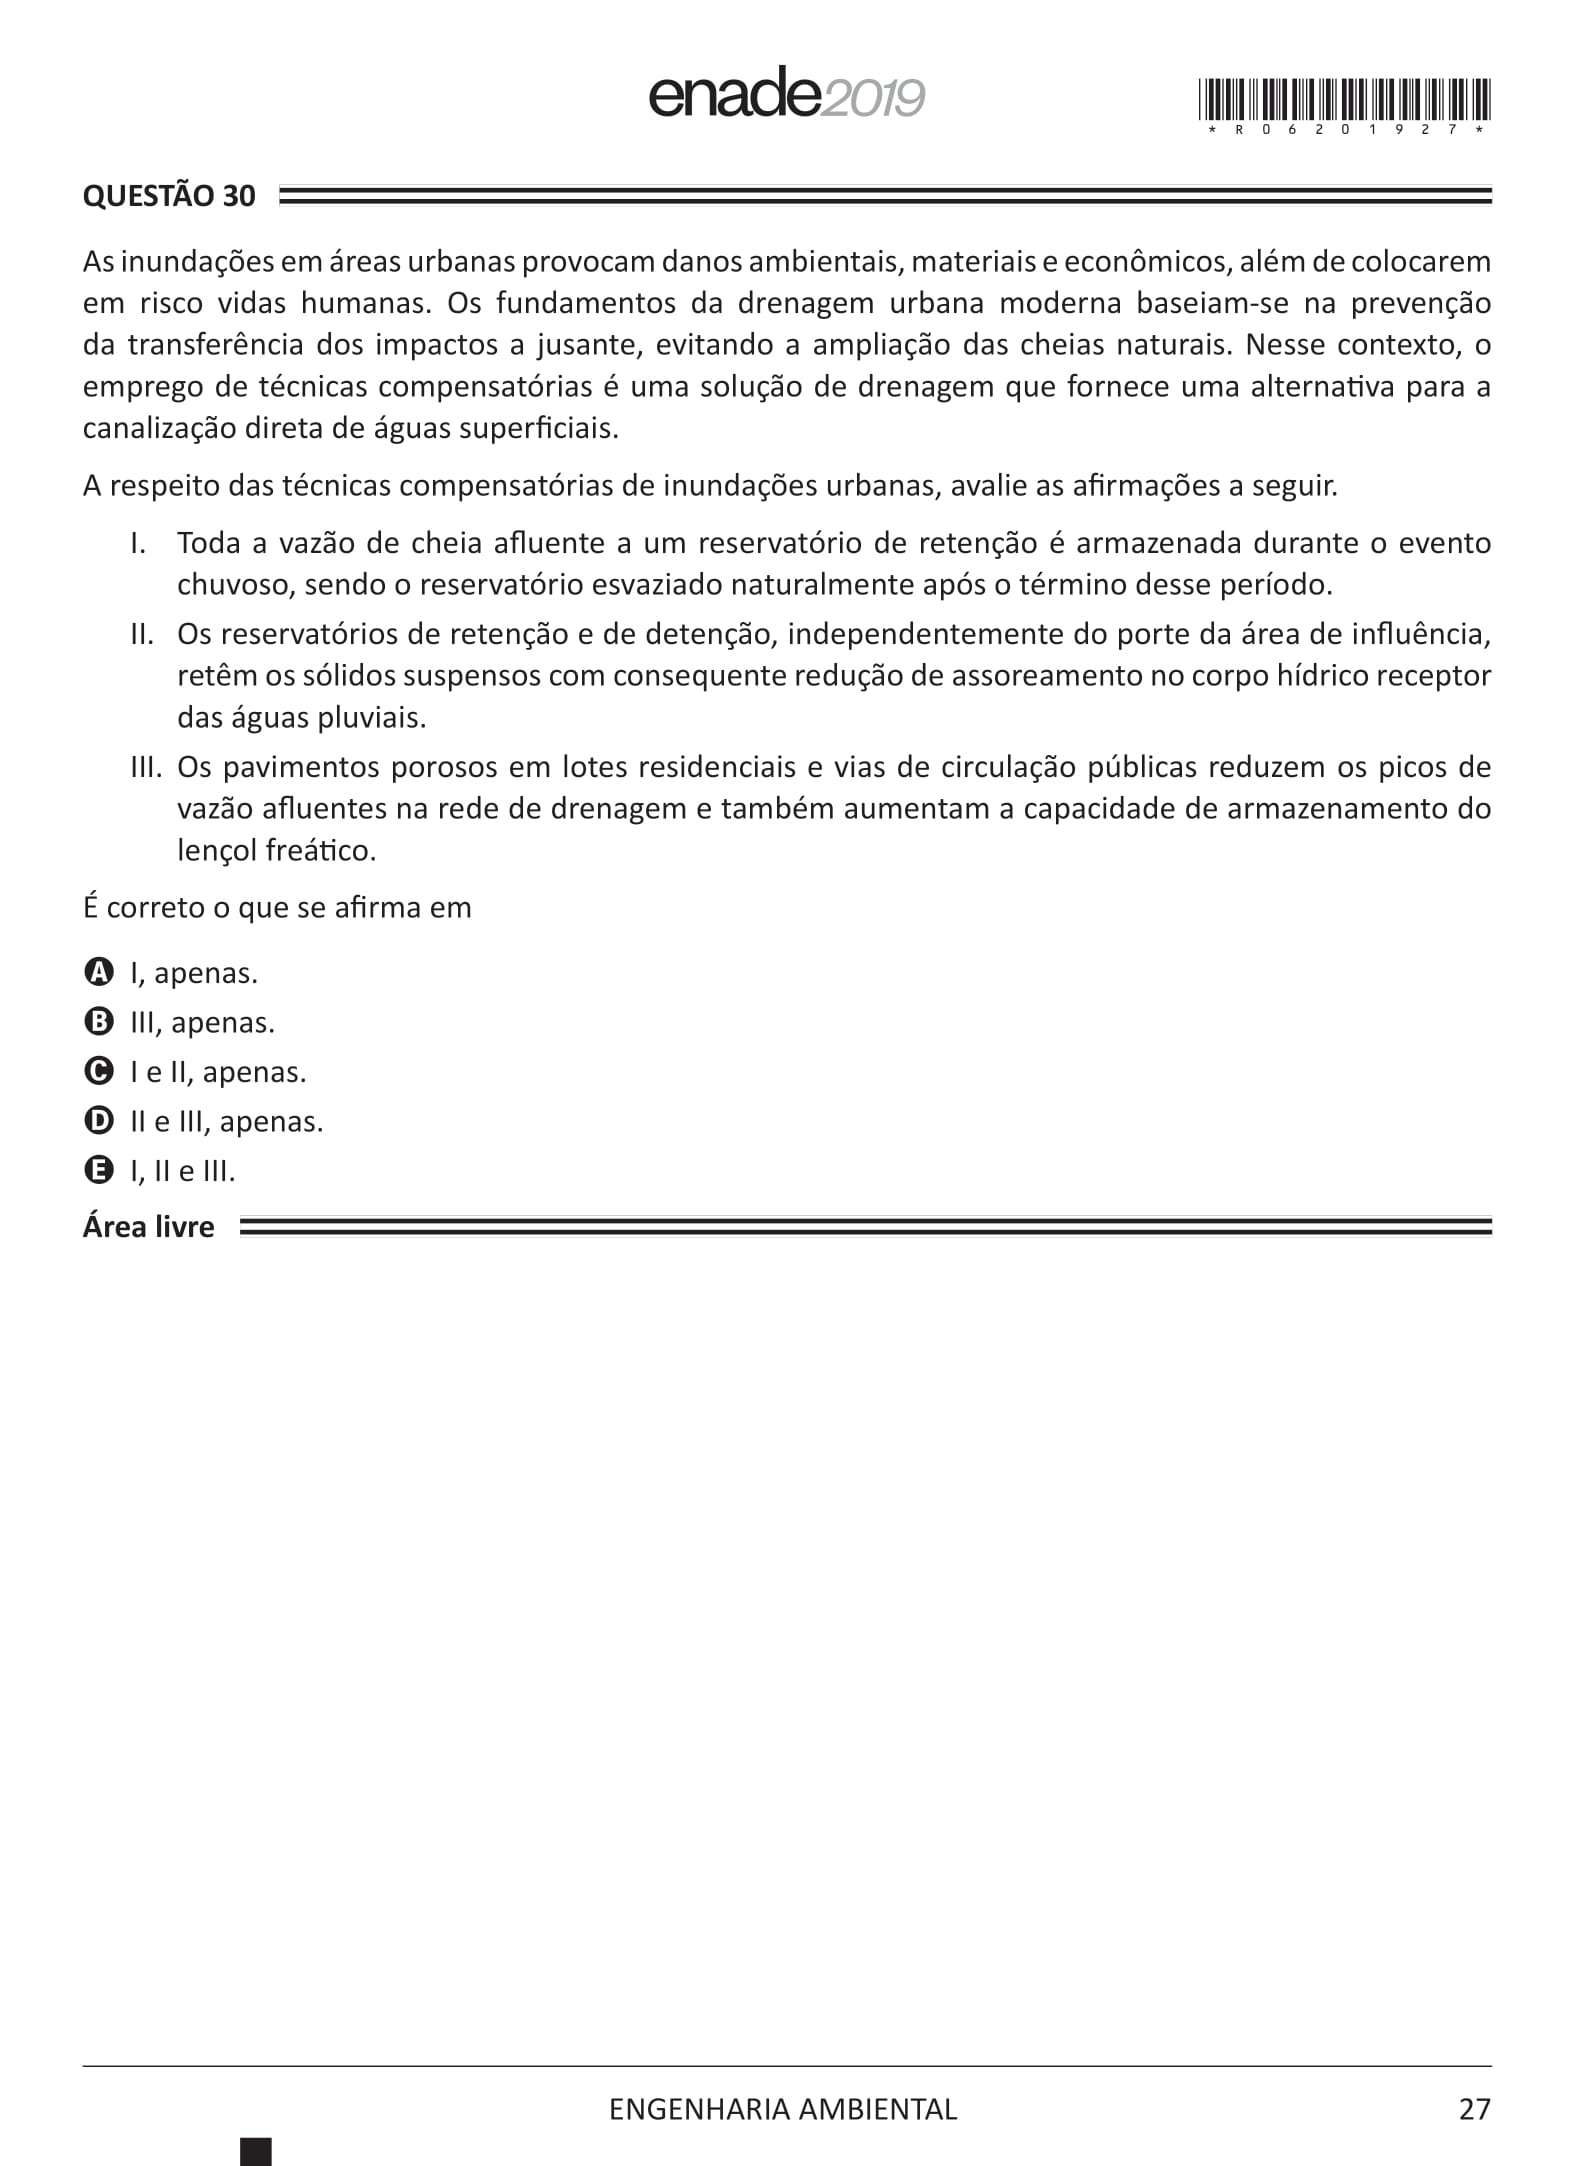 enade2019
*R06201927*
QUESTÃO 30
As inundações em áreas urbanas provocam danos ambientais, materiais e econômicos, além de colocarem
em risco vidas humanas. Os fundamentos da drenagem urbana moderna baseiam-se na prevenção
da transferência dos impactos a jusante, evitando a ampliação das cheias naturais. Nesse contexto, o
emprego de técnicas compensatórias é uma solução de drenagem que fornece uma alternativa para a
canalização direta de águas superficiais.
A respeito das técnicas compensatórias de inundações urbanas, avalie as afirmações a seguir.
I. Toda a vazão de cheia afluente a um reservatório de retenção é armazenada durante o evento
chuvoso, sendo o reservatório esvaziado naturalmente após o término desse período.
II. Os reservatórios de retenção e de detenção, independentemente do porte da área de influência,
retêm os sólidos suspensos com consequente redução de assoreamento no corpo hídrico receptor
das águas pluviais.
III. Os pavimentos porosos em lotes residenciais e vias de circulação públicas reduzem os picos de
vazão afluentes na rede de drenagem e também aumentam a capacidade de armazenamento do
lençol freático.
É correto o que se afirma em
A I, apenas.
B III, apenas.
C I e II, apenas.
D II e III, apenas.
E I, II e III.
Área livre
ENGENHARIA AMBIENTAL
27